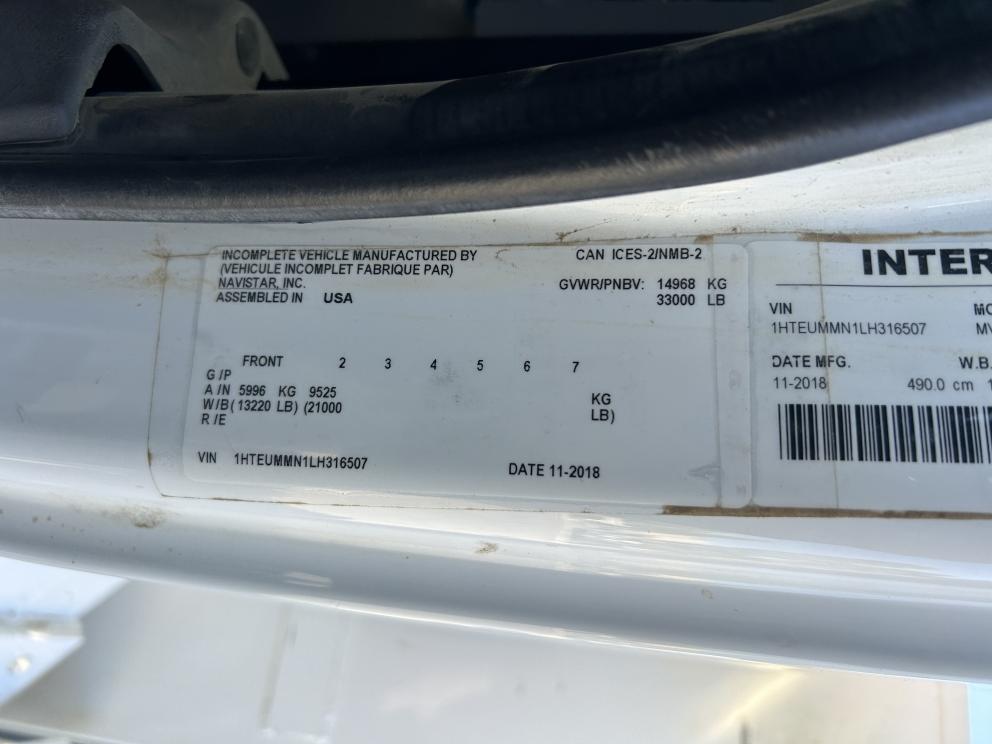 INCOMPLETE VEHICLE MANUFACTURED BY
(VEHICULE INCOMPLET FABRIQUE PAR)
NAVISTAR, INC.
ASSEMBLED IN USA
CAN ICES-2/NMB-2
GVWR/PNBV: 14968 KG
33000 LB
FRONT 2 3 4 5 6 7
G/P
A/N 5996 KG 9525 KG
W/B (13220 LB) (21000 LB)
R/E
VIN 1HTEUMMN1LH316507
DATE 11-2018
INTER
VIN
1HTEUMMN1LH316507
DATE MFG. W.B.
11-2018 490.0 cm